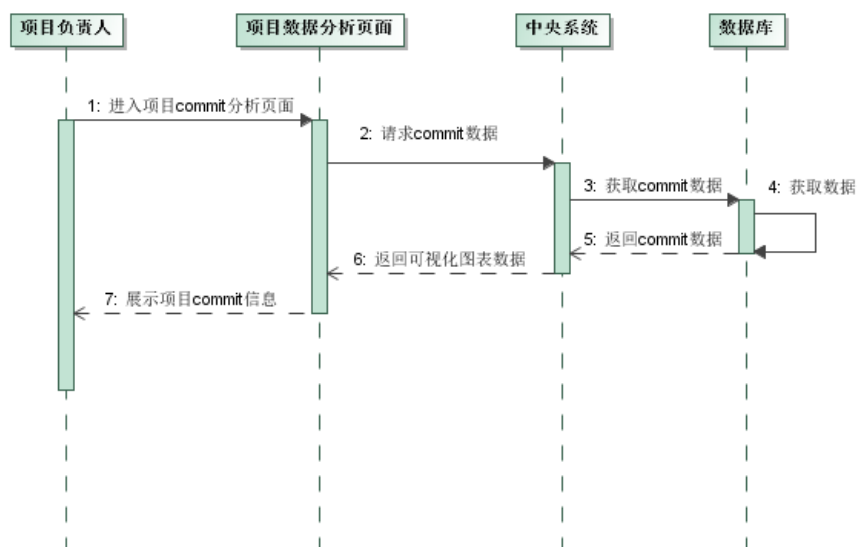 项目负责人
项目数据分析页面
中央系统
数据库
1: 进入项目commit分析页面
2: 请求commit数据
3: 获取commit数据
4: 获取数据
5: 返回commit数据
6: 返回可视化图表数据
7: 展示项目commit信息